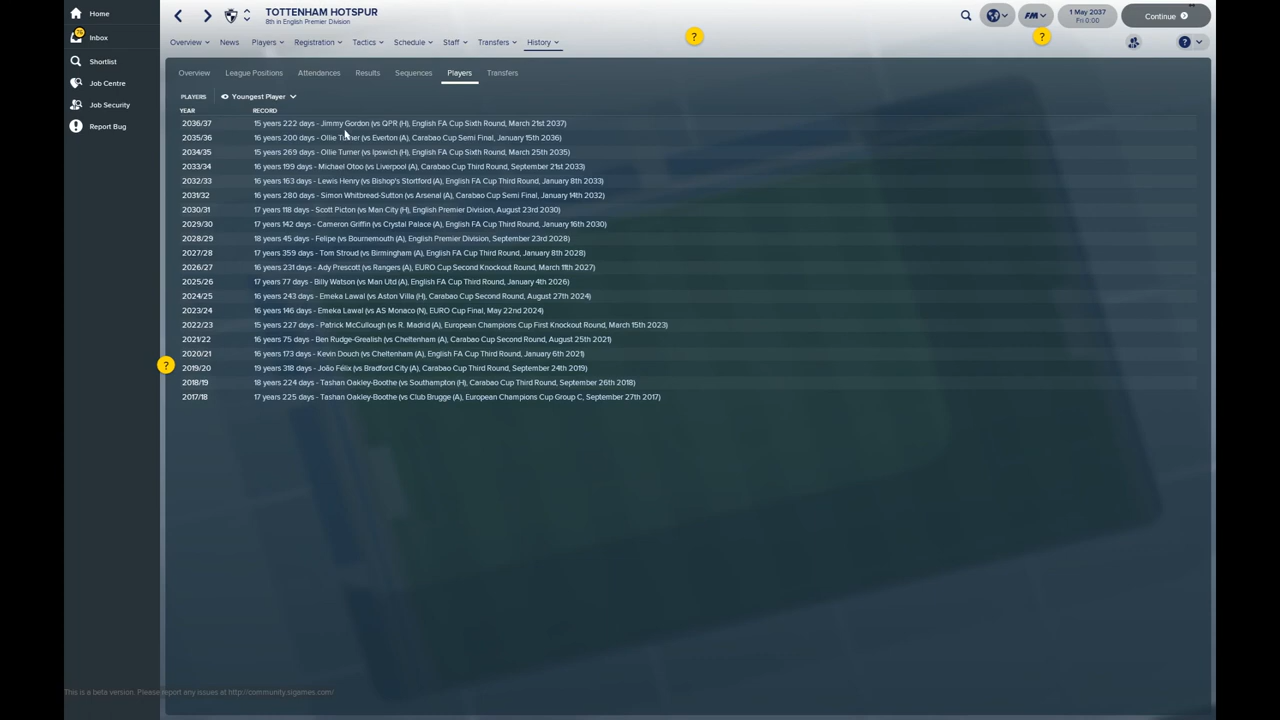 Home
TOTTENHAM HOTSPUR
8th in English Premier Division
FM
1 May 2037
Fri 0:00
Continue
Inbox
Shortlist
Job Centre
Job Security
Report Bug
Overview News Players Registration Tactics Schedule Staff Transfers History
?
?
?
Overview League Positions Attendances Results Sequences Players Transfers
PLAYERS Youngest Player
YEAR RECORD
2036/37 15 years 222 days - Jimmy Gordon (vs QPR (H), English FA Cup Sixth Round, March 21st 2037)
2035/36 16 years 200 days - Ollie Turner (vs Everton (A), Carabao Cup Semi Final, January 15th 2036)
2034/35 15 years 269 days - Ollie Turner (vs Ipswich (H), English FA Cup Sixth Round, March 25th 2035)
2033/34 16 years 199 days - Michael Otoo (vs Liverpool (A), Carabao Cup Third Round, September 21st 2033)
2032/33 16 years 163 days - Lewis Henry (vs Bishop's Stortford (A), English FA Cup Third Round, January 8th 2033)
2031/32 16 years 280 days - Simon Whitbread-Sutton (vs Arsenal (A), Carabao Cup Semi Final, January 14th 2032)
2030/31 17 years 118 days - Scott Picton (vs Man City (H), English Premier Division, August 23rd 2030)
2029/30 17 years 142 days - Cameron Griffin (vs Crystal Palace (A), English FA Cup Third Round, January 16th 2030)
2028/29 18 years 45 days - Felipe (vs Bournemouth (A), English Premier Division, September 23rd 2028)
2027/28 17 years 359 days - Tom Stroud (vs Birmingham (A), English FA Cup Third Round, January 8th 2028)
2026/27 16 years 231 days - Ady Prescott (vs Rangers (A), EURO Cup Second Knockout Round, March 11th 2027)
2025/26 17 years 77 days - Billy Watson (vs Man Utd (A), English FA Cup Third Round, January 4th 2026)
2024/25 16 years 243 days - Emeka Lawal (vs Aston Villa (H), Carabao Cup Second Round, August 27th 2024)
2023/24 16 years 146 days - Emeka Lawal (vs AS Monaco (N), EURO Cup Final, May 22nd 2024)
2022/23 15 years 227 days - Patrick McCullough (vs R. Madrid (A), European Champions Cup First Knockout Round, March 15th 2023)
2021/22 16 years 75 days - Ben Rudge-Grealish (vs Cheltenham (A), Carabao Cup Second Round, August 25th 2021)
2020/21 16 years 173 days - Kevin Douch (vs Cheltenham (A), English FA Cup Third Round, January 6th 2021)
2019/20 19 years 318 days - João Félix (vs Bradford City (A), Carabao Cup Third Round, September 24th 2019)
2018/19 18 years 224 days - Tashan Oakley-Boothe (vs Southampton (H), Carabao Cup Third Round, September 26th 2018)
2017/18 17 years 225 days - Tashan Oakley-Boothe (vs Club Brugge (A), European Champions Cup Group C, September 27th 2017)
?
This is a beta version. Please report any issues at http://community.sigames.com/